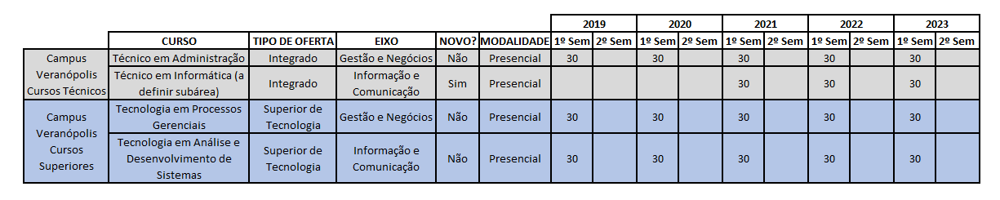 2019 2020 2021 2022 2023
CURSO TIPO DE OFERTA EIXO NOVO? MODALIDADE 1º Sem 2º Sem 1º Sem 2º Sem 1º Sem 2º Sem 1º Sem 2º Sem 1º Sem 2º Sem
Campus
Veranópolis
Cursos Técnicos
Técnico em Administração Integrado Gestão e Negócios Não Presencial 30 30 30 30 30
Técnico em Informática (a
definir subárea)
Integrado
Informação e
Comunicação
Sim Presencial 30 30 30
Campus
Veranópolis
Cursos
Superiores
Tecnologia em Processos
Gerenciais
Superior de
Tecnologia
Gestão e Negócios Não Presencial 30 30 30 30 30
Tecnologia em Análise e
Desenvolvimento de
Sistemas
Superior de
Tecnologia
Informação e
Comunicação
Não Presencial 30 30 30 30 30